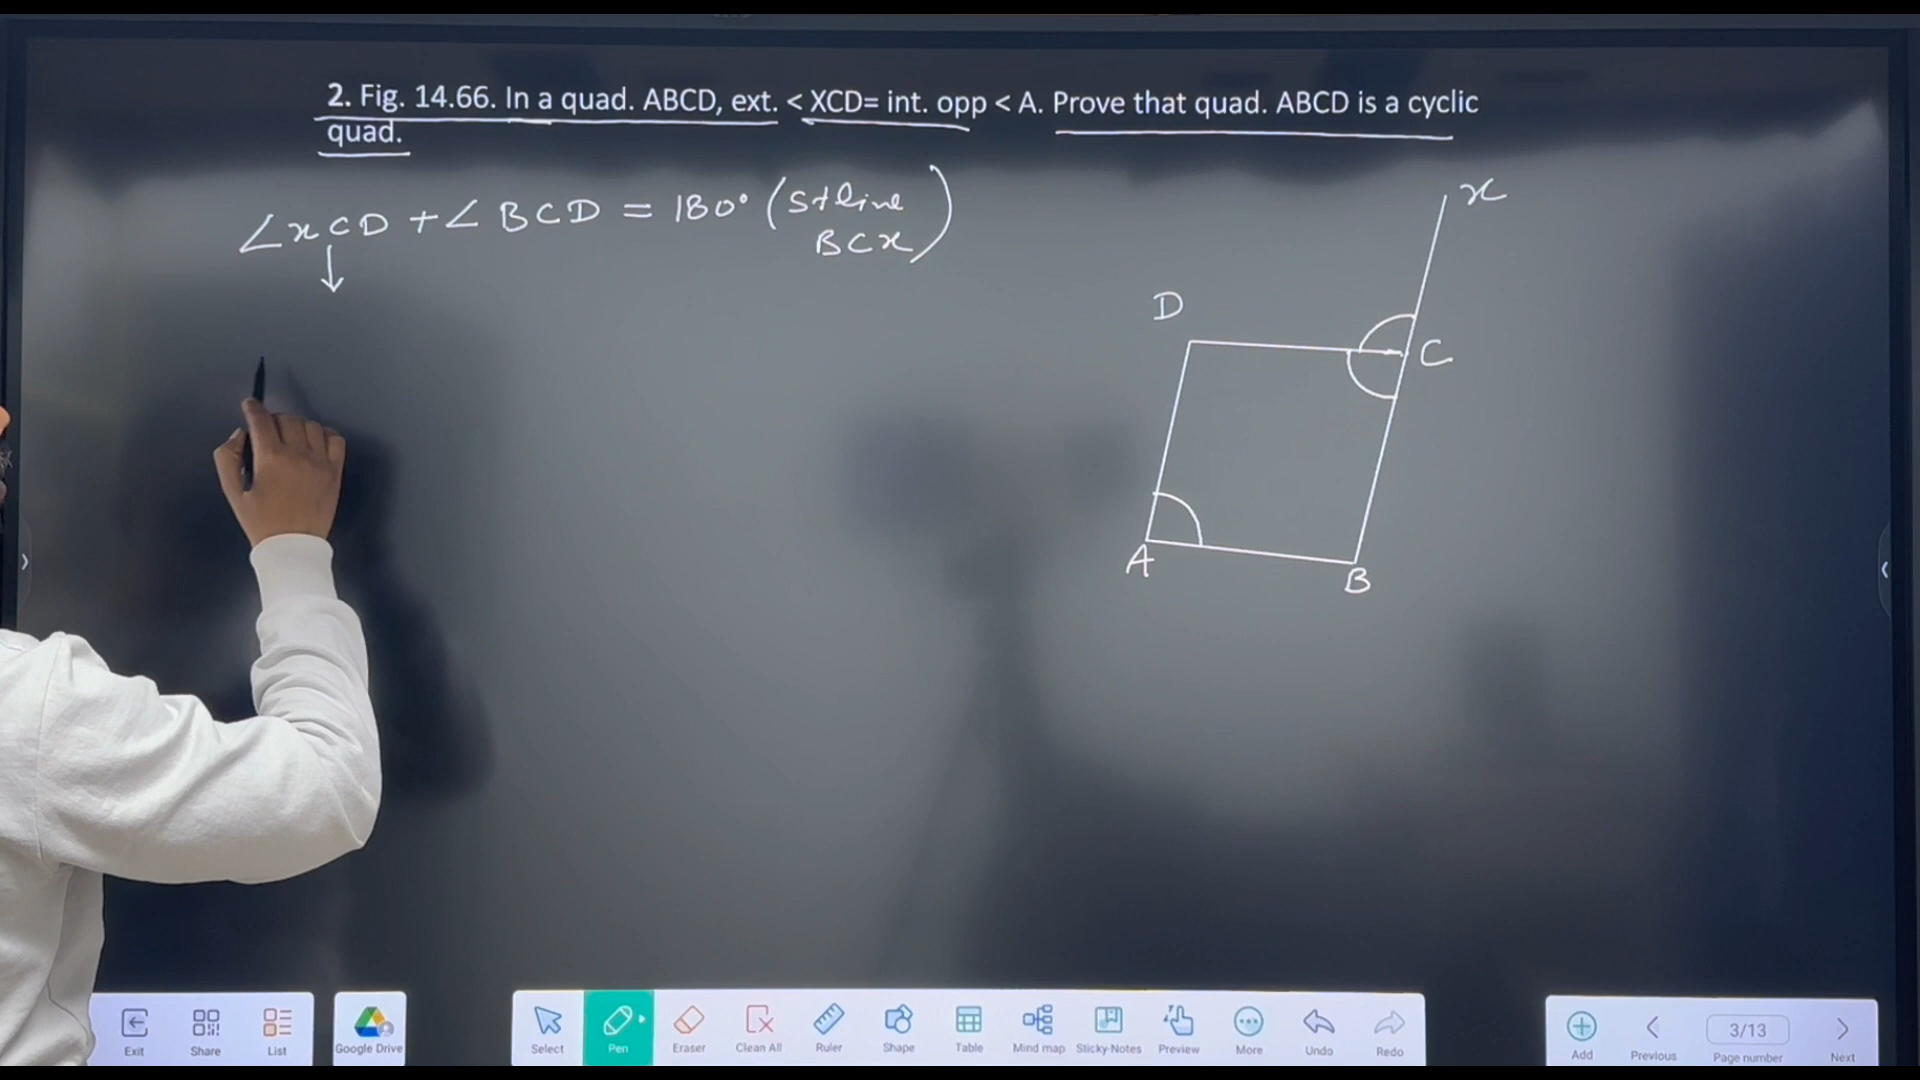 2. Fig. 14.66. In a quad. ABCD, ext. < XCD= int. opp < A. Prove that quad. ABCD is a cyclic
quad.
∠xCD + ∠BCD = 180° (St line
BCx)
x
D
C
A
B
Exit
Share
List
Google Drive
Select
Pen
Eraser
Clean All
Ruler
Shape
Table
Mind map
Sticky-Notes
Preview
More
Undo
Redo
Add
Previous
3/13
Page number
Next